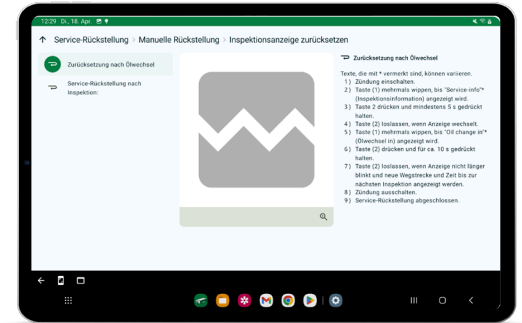 12:29 Di., 18. Apr.
Service-Rückstellung > Manuelle Rückstellung > Inspektionsanzeige zurücksetzen
Zurücksetzung nach Ölwechsel
Service-Rückstellung nach
Inspektion:
Zurücksetzung nach Ölwechsel
Texte, die mit * vermerkt sind, können variieren.
1) Zündung einschalten.
2) Taste (1) mehrmals wippen, bis "Service-info"*
(Inspektionsinformation) angezeigt wird.
3) Taste 2 drücken und mindestens 5 s gedrückt
halten.
4) Taste (2) loslassen, wenn Anzeige wechselt.
5) Taste (1) mehrmals wippen, bis "Oil change in"*
(Ölwechsel in) angezeigt wird.
6) Taste (2) drücken und für ca. 10 s gedrückt
halten.
7) Taste (2) loslassen, wenn Anzeige nicht länger
blinkt und neue Wegstrecke und Zeit bis zur
nächsten Inspektion angezeigt werden.
8) Zündung ausschalten.
9) Service-Rückstellung abgeschlossen.